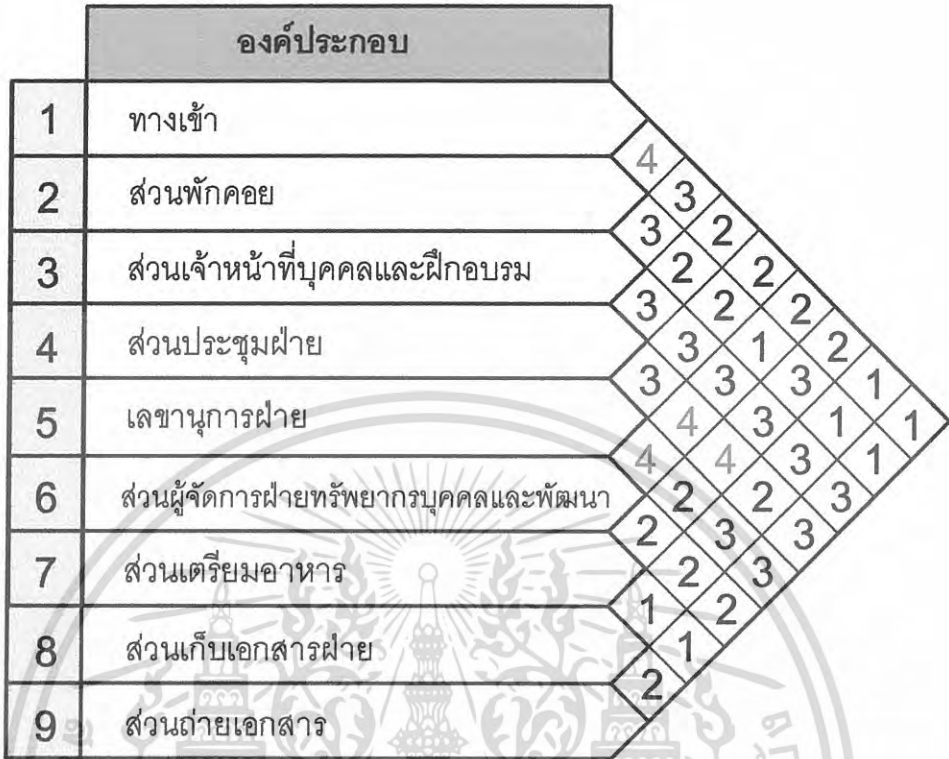 องค์ประกอบ
1 ทางเข้า
2 ส่วนพักคอย
3 ส่วนเจ้าหน้าที่บุคคลและฝึกอบรม
4 ส่วนประชุมฝ่าย
5 เลขานุการฝ่าย
6 ส่วนผู้จัดการฝ่ายทรัพยากรบุคคลและพัฒนา
7 ส่วนเตรียมอาหาร
8 ส่วนเก็บเอกสารฝ่าย
9 ส่วนถ่ายเอกสาร
4
3
3 2
2 2
3 2 2
3 1 2
3 3 3 1
4 3 1 1
4 4 3 1
2 2 3
2 3 3
2 3
1 2
1
2